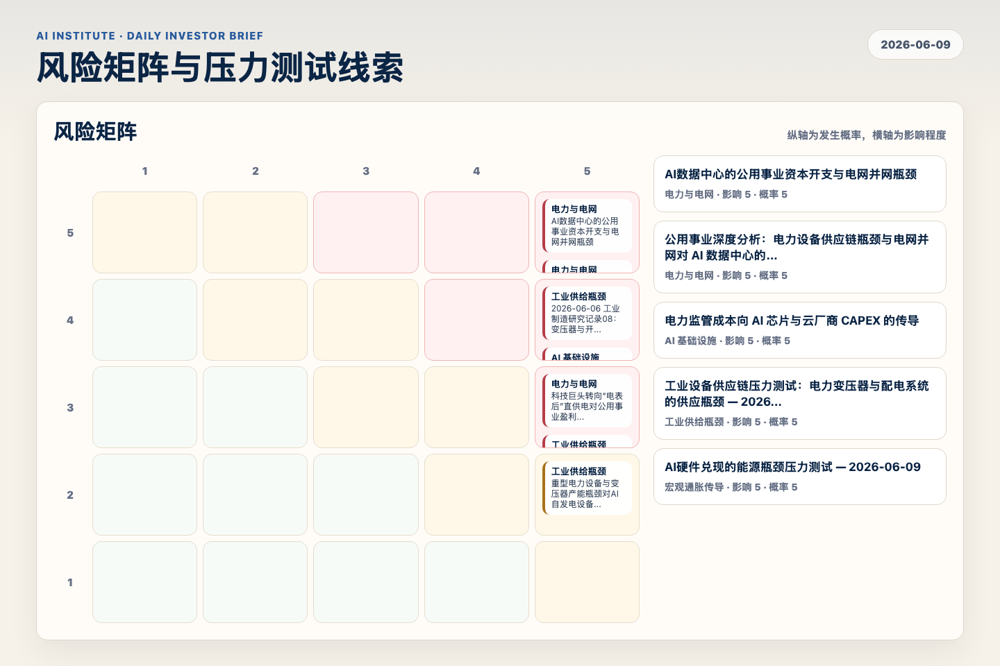 AI INSTITUTE · DAILY INVESTOR BRIEF
风险矩阵与压力测试线索
2026-06-09
风险矩阵
纵轴为发生概率，横轴为影响程度
1
2
3
4
5
5
电力与电网
AI数据中心的公用
事业资本开支与电
网并网瓶颈
电力与电网
4
工业供给瓶颈
2026-06-06 工业
制造研究记录08：
变压器与开...
AI 基础设施
3
电力与电网
科技巨头转向“电表
后”直供电对公用事
业盈利...
工业供给瓶颈
2
工业供给瓶颈
重型电力设备与变
压器产能瓶颈对AI
自发电设备...
1
AI数据中心的公用事业资本开支与电网并网瓶颈
电力与电网 · 影响 5 · 概率 5
公用事业深度分析：电力设备供应链瓶颈与电网并
网对 AI 数据中心的...
电力与电网 · 影响 5 · 概率 5
电力监管成本向 AI 芯片与云厂商 CAPEX 的传导
AI 基础设施 · 影响 5 · 概率 5
工业设备供应链压力测试：电力变压器与配电系统
的供应瓶颈 — 2026...
工业供给瓶颈 · 影响 5 · 概率 5
AI硬件兑现的能源瓶颈压力测试 — 2026-06-09
宏观通胀传导 · 影响 5 · 概率 5